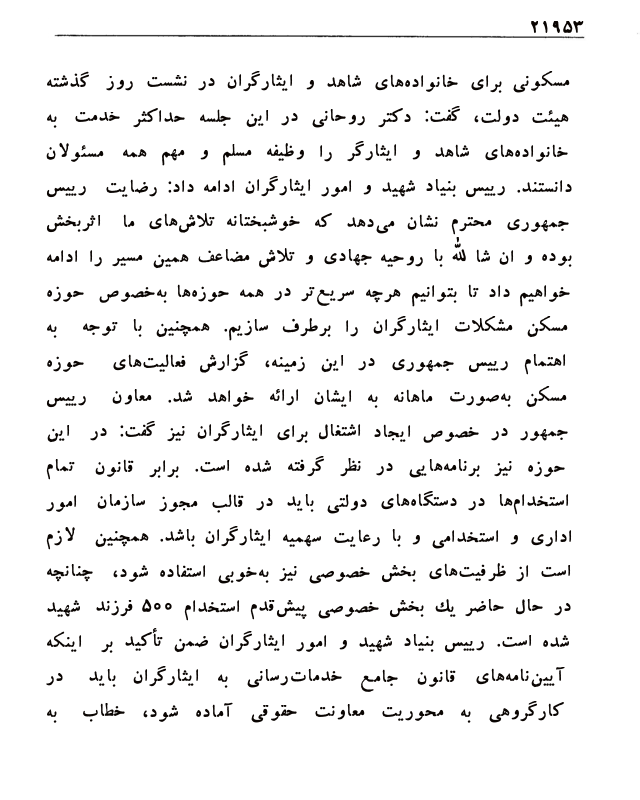 ۲۱۹۵۳
مسکونی برای خانواده‌های شاهد و ایثارگران در نشست روز گذشته
هیئت دولت، گفت: دکتر روحانی در این جلسه حداکثر خدمت به
خانواده‌های شاهد و ایثارگر را وظیفه مسلم و مهم همه مسئولان
دانستند. رییس بنیاد شهید و امور ایثارگران ادامه داد: رضایت رییس
جمهوری محترم نشان می‌دهد که خوشبختانه تلاش‌های ما اثربخش
بوده و ان شا لله با روحیه جهادی و تلاش مضاعف همین مسیر را ادامه
خواهیم داد تا بتوانیم هرچه سریع‌تر در همه حوزه‌ها به‌خصوص حوزه
مسکن مشکلات ایثارگران را برطرف سازیم. همچنین با توجه به
اهتمام رییس جمهوری در این زمینه، گزارش فعالیت‌های حوزه
مسکن به‌صورت ماهانه به ایشان ارائه خواهد شد. معاون رییس
جمهور در خصوص ایجاد اشتغال برای ایثارگران نیز گفت: در این
حوزه نیز برنامه‌هایی در نظر گرفته شده است. برابر قانون تمام
استخدام‌ها در دستگاه‌های دولتی باید در قالب مجوز سازمان امور
اداری و استخدامی و با رعایت سهمیه ایثارگران باشد. همچنین لازم
است از ظرفیت‌های بخش خصوصی نیز به‌خوبی استفاده شود، چنانچه
در حال حاضر یك بخش خصوصی پیش‌قدم استخدام ۵۰۰ فرزند شهید
شده است. رییس بنیاد شهید و امور ایثارگران ضمن تأکید بر اینکه
آیین‌نامه‌های قانون جامع خدمات‌رسانی به ایثارگران باید در
کارگروهی به محوریت معاونت حقوقی آماده شود، خطاب به